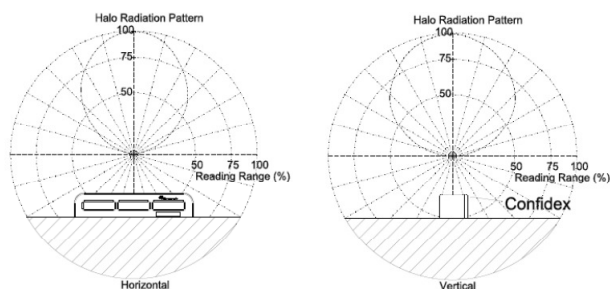 Halo Radiation Pattern
100
75
50
50 75 100
Reading Range (%)
Horizontal
Halo Radiation Pattern
100
75
50
50 75 100
Reading Range (%)
Confidex
Vertical